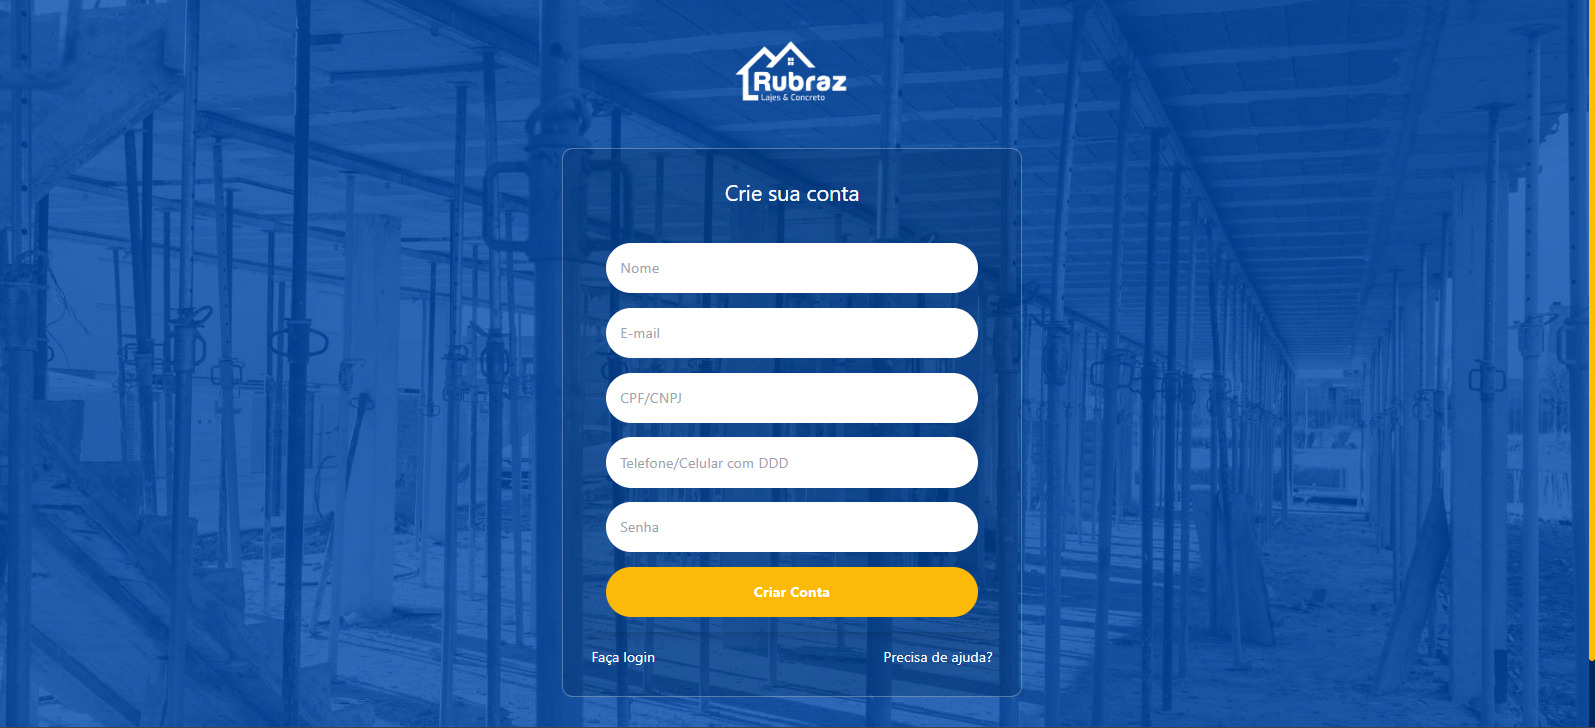 Rubraz
Lajes & Concreto
Crie sua conta
Nome
E-mail
CPF/CNPJ
Telefone/Celular com DDD
Senha
Criar Conta
Faça login
Precisa de ajuda?